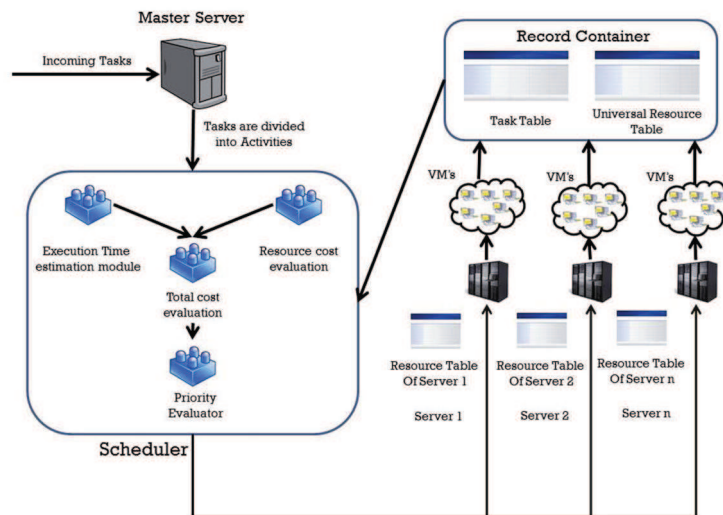 Master Server
Incoming Tasks
Tasks are divided
into Activities
Execution Time
estimation module
Resource cost
evaluation
Total cost
evaluation
Priority
Evaluator
Scheduler
Record Container
Task Table
Universal Resource
Table
VM's
VM's
VM's
Resource Table
Of Server 1
Server 1
Resource Table
Of Server 2
Server 2
Resource Table
Of Server n
Server n